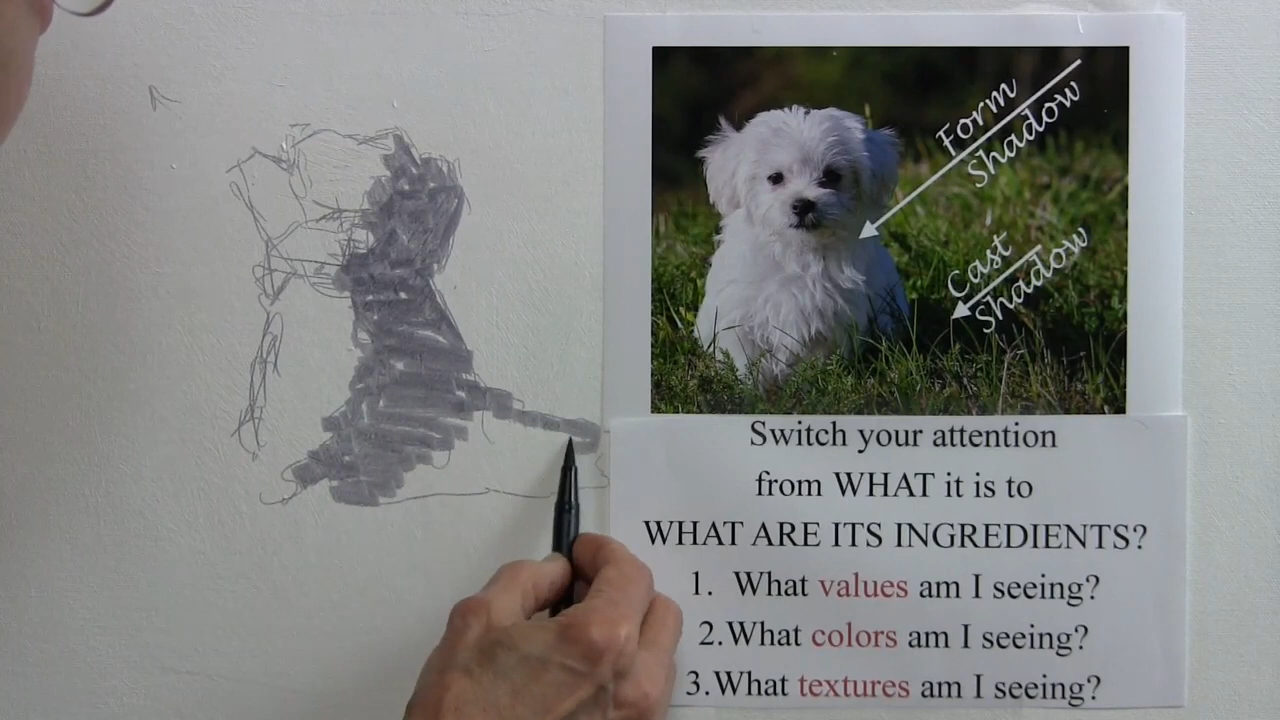 Form
Shadow
Cast
Shadow
Switch your attention
from WHAT it is to
WHAT ARE ITS INGREDIENTS?
1. What values am I seeing?
2.What colors am I seeing?
3.What textures am I seeing?